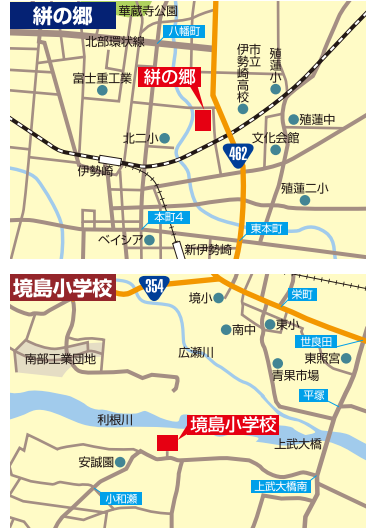 絣の郷
華蔵寺公園
八幡町
北部環状線
市立
伊勢崎高校
殖蓮小
富士重工業
絣の郷
殖蓮中
北二小
文化会館
462
伊勢崎
殖蓮二小
本町4
東本町
ベイシア
新伊勢崎
境島小学校
354
境小
栄町
南中
東小
世良田
広瀬川
南部工業団地
東照宮
青果市場
平塚
利根川
境島小学校
上武大橋
安誠園
上武大橋南
小和瀬